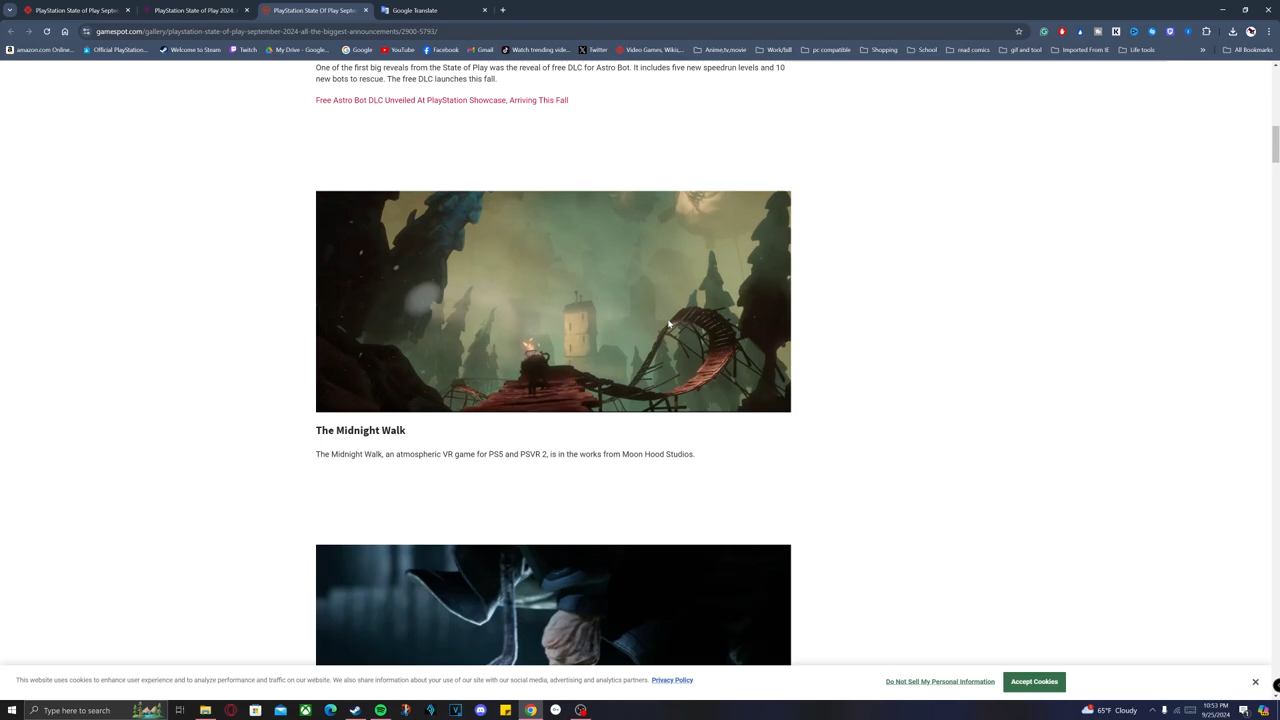 PlayStation State of Play Sept
PlayStation State of Play 2024
PlayStation State Of Play Septe
Google Translate
gamespot.com/gallery/playstation-state-of-play-september-2024-all-the-biggest-announcements/2900-5793/
amazon.com Online... Official PlayStation... Welcome to Steam Twitch My Drive - Google... Google YouTube Facebook Gmail Watch trending vide... Twitter Video Games, Wikis,... Anime,tv,movie Work/bill pc compatible Shopping School read comics gif and tool Imported From IE Life tools » All Bookmarks
One of the first big reveals from the State of Play was the reveal of free DLC for Astro Bot. It includes five new speedrun levels and 10
new bots to rescue. The free DLC launches this fall.
Free Astro Bot DLC Unveiled At PlayStation Showcase, Arriving This Fall
The Midnight Walk
The Midnight Walk, an atmospheric VR game for PS5 and PSVR 2, is in the works from Moon Hood Studios.
This website uses cookies to enhance user experience and to analyze performance and traffic on our website. We also share information about your use of our site with our social media, advertising and analytics partners. Privacy Policy
Do Not Sell My Personal Information
Accept Cookies
Type here to search
65°F Cloudy
10:53 PM
9/25/2024